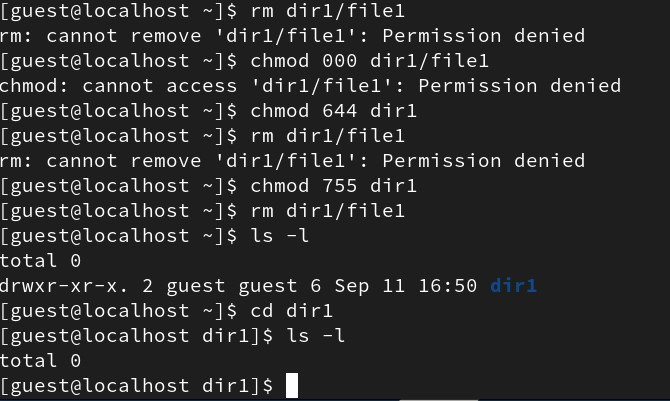 [guest@localhost ~]$ rm dir1/file1
rm: cannot remove 'dir1/file1': Permission denied
[guest@localhost ~]$ chmod 000 dir1/file1
chmod: cannot access 'dir1/file1': Permission denied
[guest@localhost ~]$ chmod 644 dir1
[guest@localhost ~]$ rm dir1/file1
rm: cannot remove 'dir1/file1': Permission denied
[guest@localhost ~]$ chmod 755 dir1
[guest@localhost ~]$ rm dir1/file1
[guest@localhost ~]$ ls -l
total 0
drwxr-xr-x. 2 guest guest 6 Sep 11 16:50 dir1
[guest@localhost ~]$ cd dir1
[guest@localhost dir1]$ ls -l
total 0
[guest@localhost dir1]$